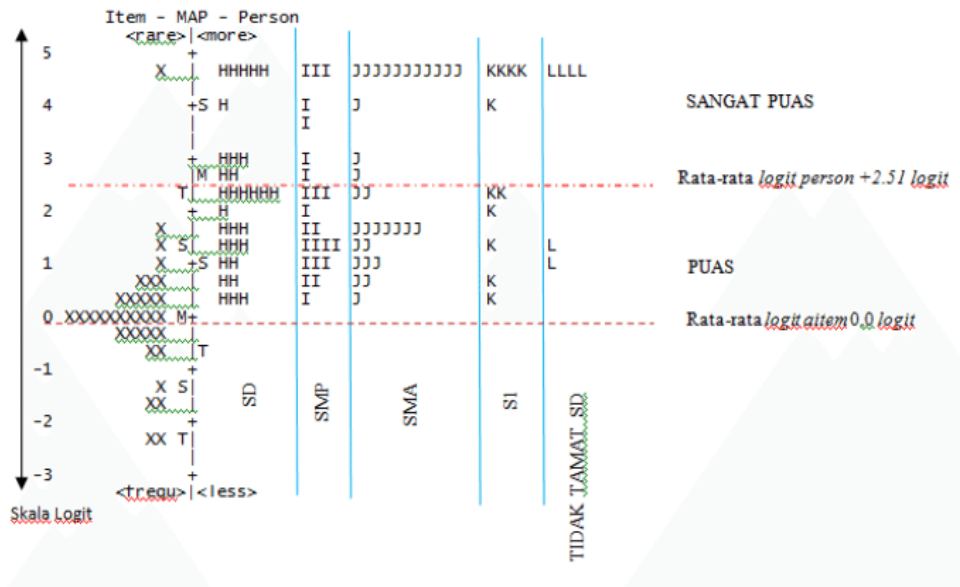 Item - MAP - Person
<rare>|<more>
5 +
X | HHHHH III JJJJJJJJJJJ KKKK LLLL
4 +S H I J K SANGAT PUAS
| I
|
3 + HHH I J
|M HH I J Rata-rata logit person +2.51 logit
T| HHHHHH III JJ KK
2 + H I K
X | HHH II JJJJJJJ
X S| HHH IIII JJ K L
1 X +S HH III JJJ L PUAS
XXX | HH II JJ K
XXXXX | HHH I J K
0 XXXXXXXXXX M+ Rata-rata logit aitem 0,0 logit
XXXXX |
XX |T
-1 +
X S|
XX |
-2 +
XX T|
|
-3 +
<trequ>|<less>
SD
SMP
SMA
S1
TIDAK TAMAT SD
Skala Logit